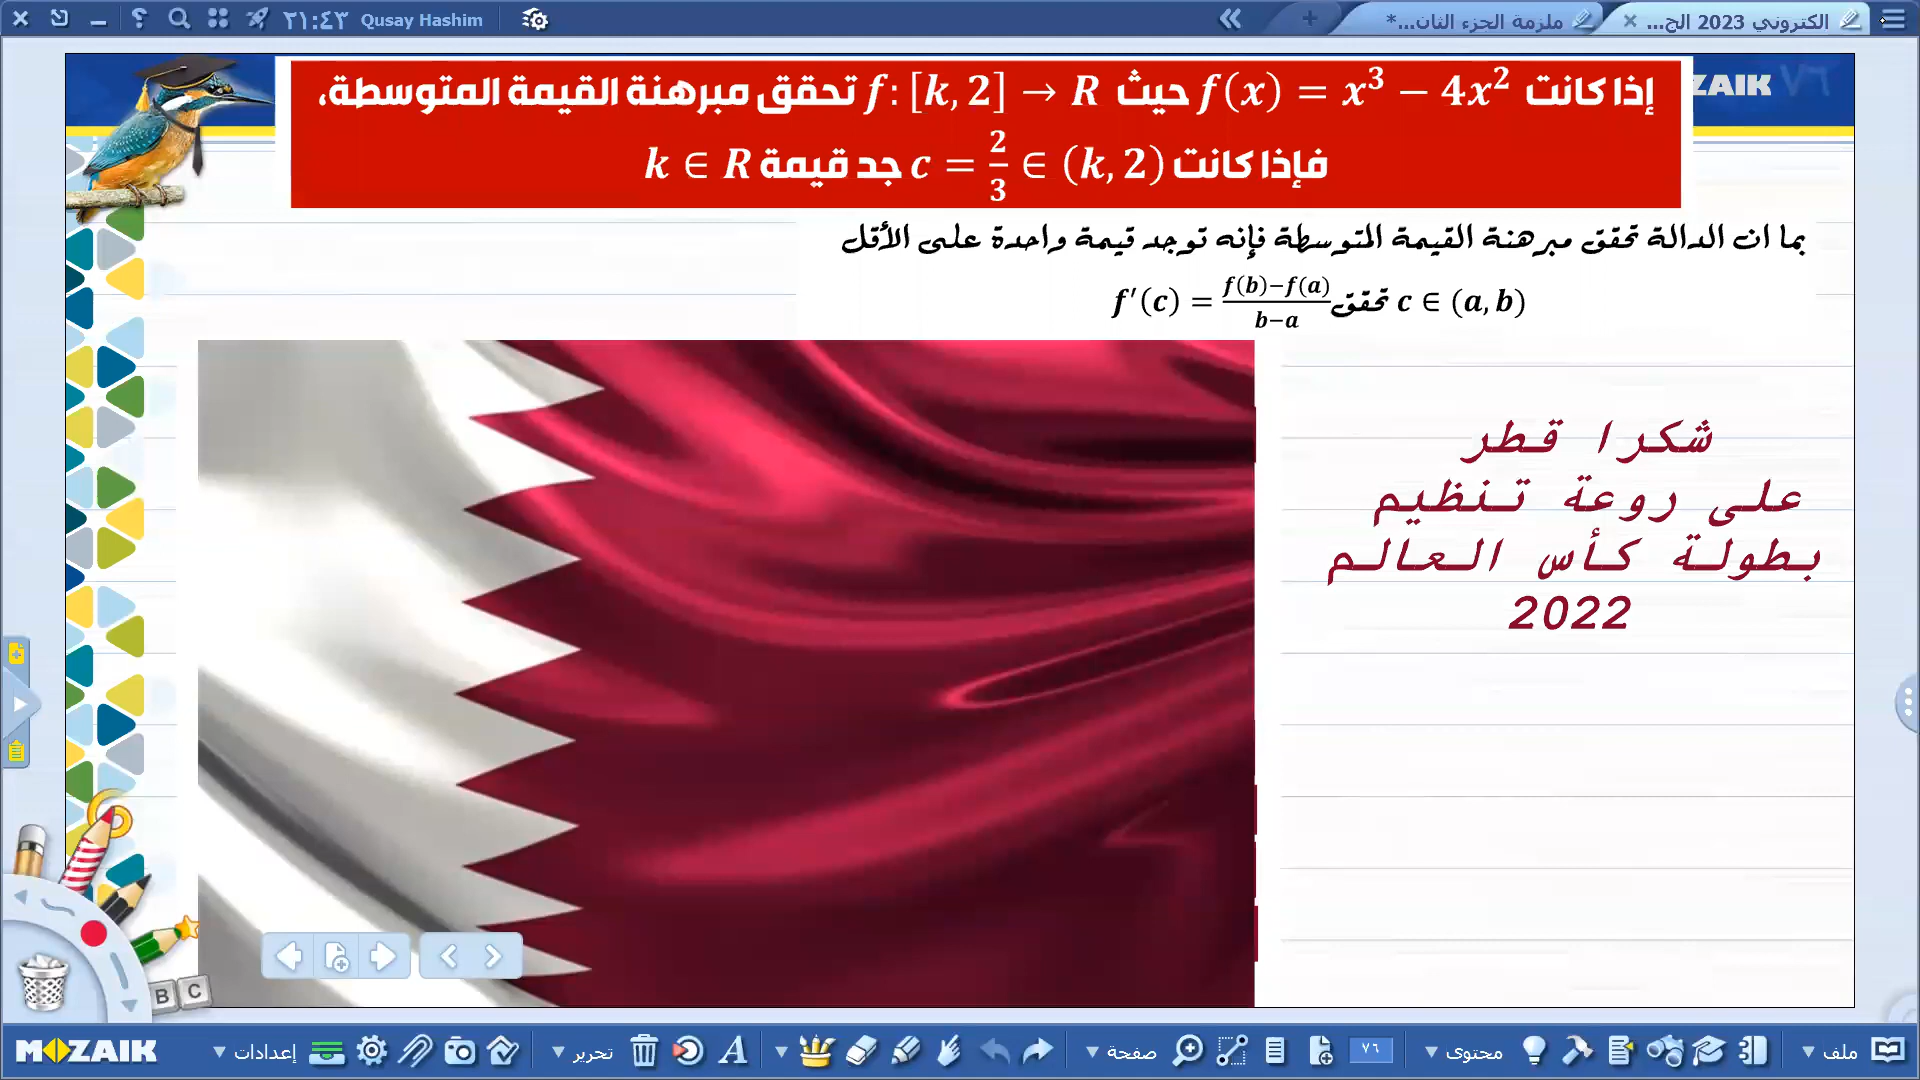 ٢١:٤٣ Qusay Hashim
ملزمة الجزء الثان...*
الكتروني 2023 الج...
ZAIK ٧٦
إذا كانت f(x) = x³ − 4x² حيث f: [k, 2] → R تحقق مبرهنة القيمة المتوسطة،
فإذا كانت c = 2/3 ∈ (k, 2) جد قيمة k ∈ R
بما ان الدالة تحقق مبرهنة القيمة المتوسطة فإنه توجد قيمة واحدة على الأقل
c ∈ (a, b) تحقق f′(c) = f(b)−f(a)/b−a
شكرا قطر
على روعة تنظيم
بطولة كأس العالم
2022
B C
ملف محتوى ٧٦ صفحة A تحرير إعدادات MOZAIK